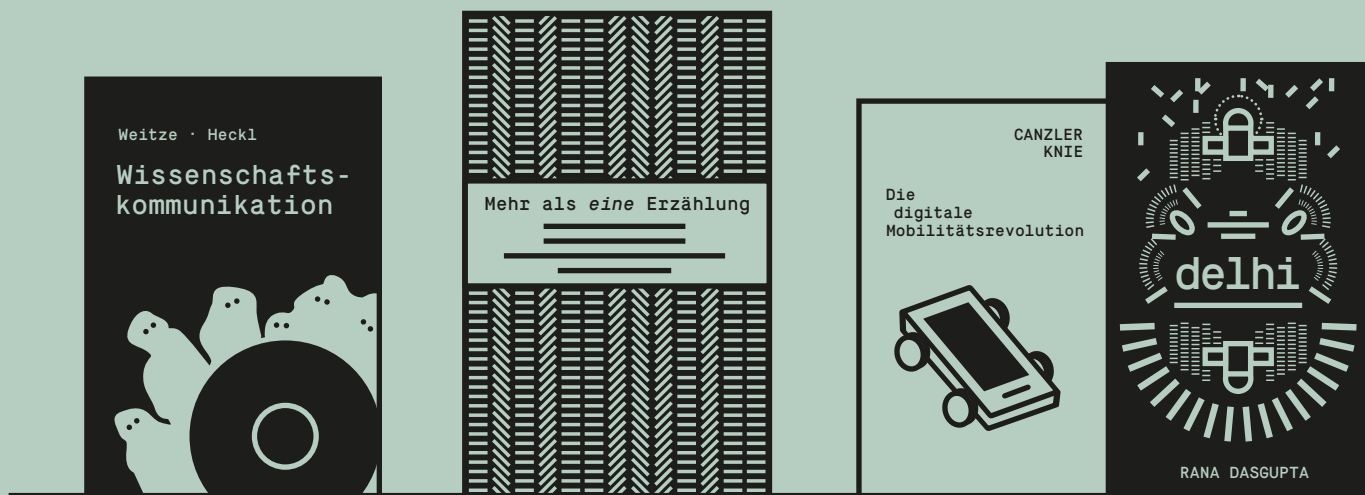 Weitze · Heckl
Wissenschafts-
kommunikation
Mehr als eine Erzählung
CANZLER
KNIE
Die
digitale
Mobilitätsrevolution
delhi
RANA DASGUPTA